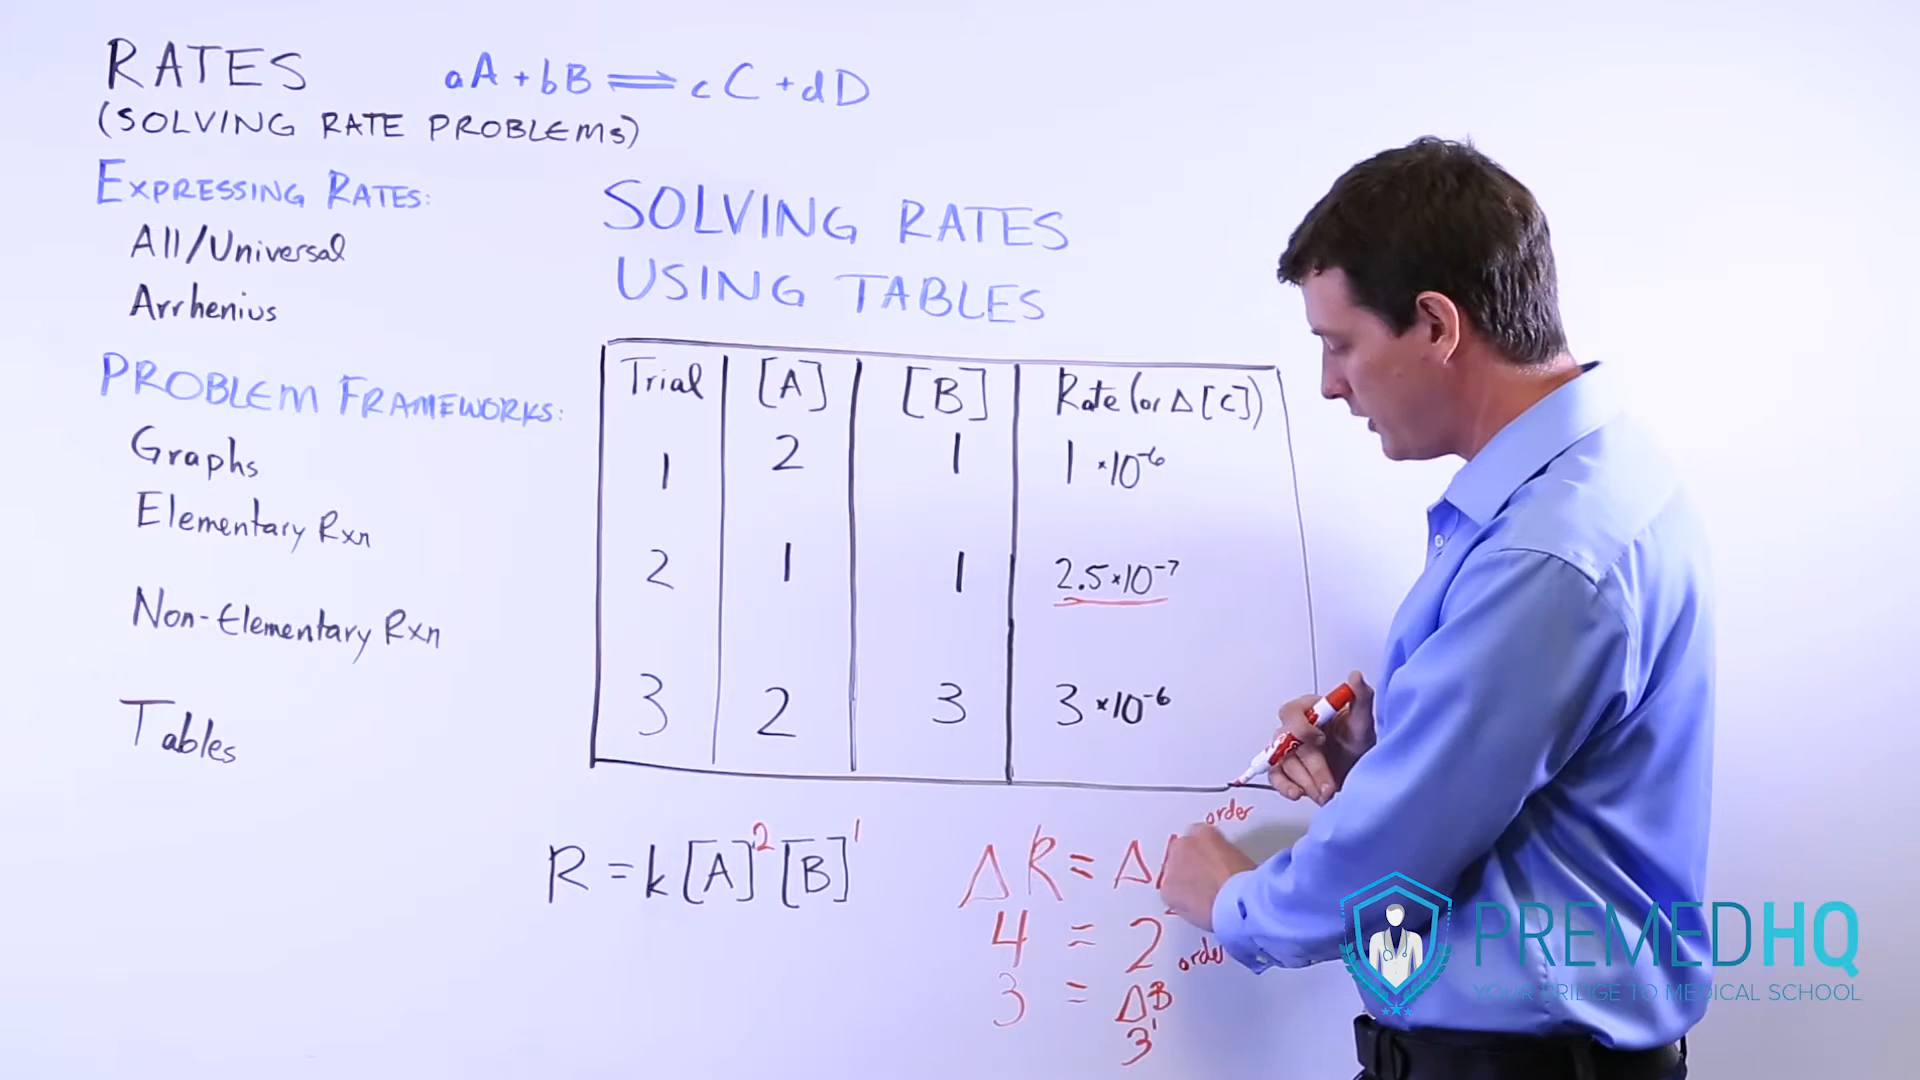 RATES
aA + bB ⇌ cC + dD
(SOLVING RATE PROBLEMS)
EXPRESSING RATES:
All/Universal
Arrhenius
PROBLEM FRAMEWORKS:
Graphs
Elementary Rxn
Non-Elementary Rxn
Tables
SOLVING RATES
USING TABLES
Trial [A] [B] Rate (or Δ[C])
1 2 1 1 × 10⁻⁶
2 1 1 2.5 × 10⁻⁷
3 2 3 3 × 10⁻⁶
R = k[A]²[B]¹
order
ΔR = Δ
4 = 2
order
3 = ΔB
3¹
PREMEDHQ
YOUR BRIDGE TO MEDICAL SCHOOL